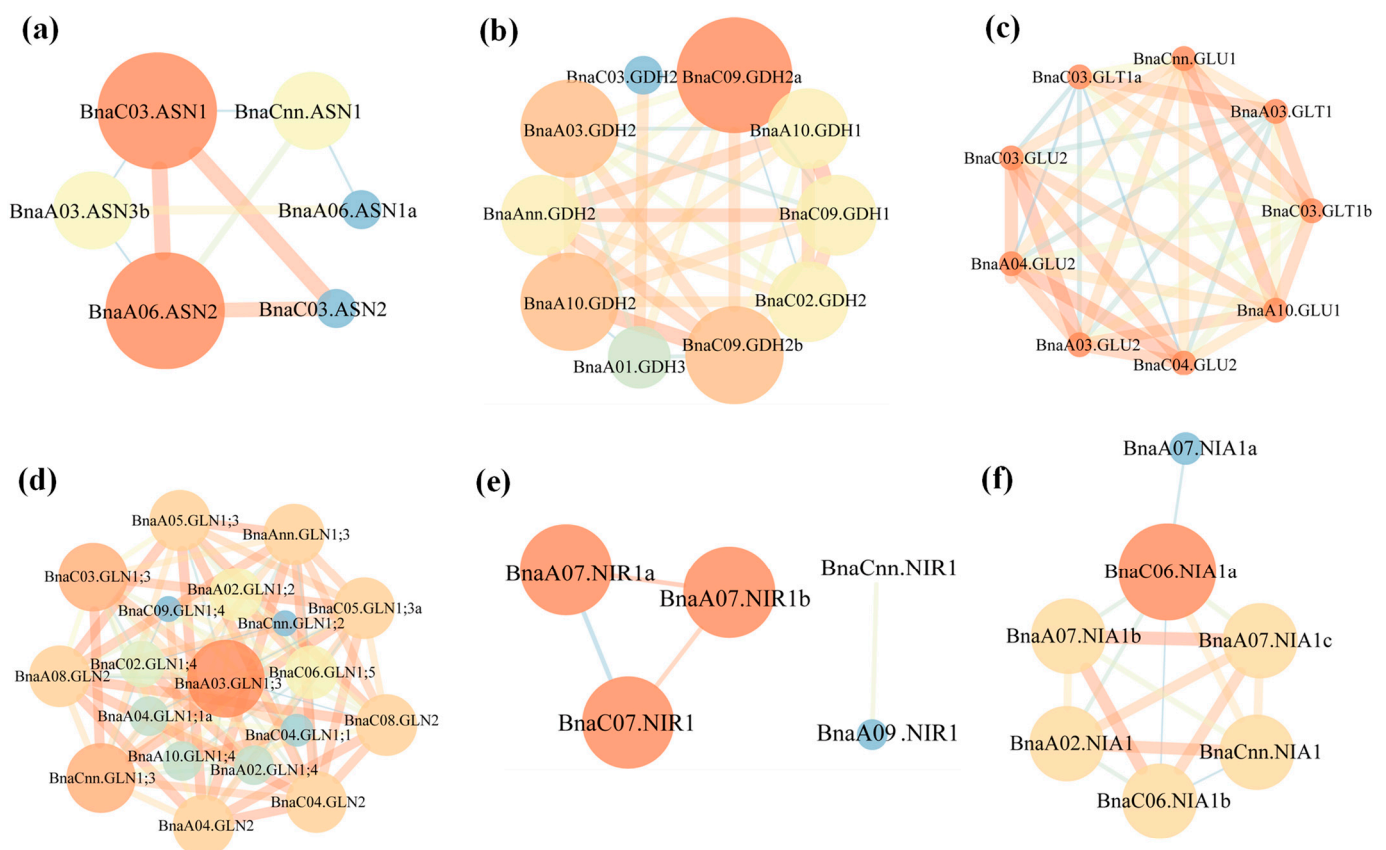 (a)
BnaC03.ASN1
BnaCnn.ASN1
BnaA03.ASN3b
BnaA06.ASN1a
BnaA06.ASN2
BnaC03.ASN2
(b)
BnaC03.GDH2
BnaC09.GDH2a
BnaA03.GDH2
BnaA10.GDH1
BnaAnn.GDH2
BnaC09.GDH1
BnaA10.GDH2
BnaC02.GDH2
BnaC09.GDH2b
BnaA01.GDH3
(c)
BnaCnn.GLU1
BnaC03.GLT1a
BnaA03.GLT1
BnaC03.GLU2
BnaC03.GLT1b
BnaA04.GLU2
BnaA10.GLU1
BnaA03.GLU2
BnaC04.GLU2
(d)
BnaA05.GLN1;3
BnaAnn.GLN1;3
BnaC03.GLN1;3
BnaA02.GLN1;2
BnaC09.GLN1;4
BnaC05.GLN1;3a
BnaCnn.GLN1;2
BnaC02.GLN1;4
BnaC06.GLN1;5
BnaA08.GLN2
BnaA03.GLN1;3
BnaA04.GLN1;1a
BnaC08.GLN2
BnaC04.GLN1;1
BnaA10.GLN1;4
BnaA02.GLN1;4
BnaCnn.GLN1;3
BnaC04.GLN2
BnaA04.GLN2
(e)
BnaA07.NIR1a
BnaA07.NIR1b
BnaC07.NIR1
BnaCnn.NIR1
BnaA09.NIR1
(f)
BnaA07.NIA1a
BnaC06.NIA1a
BnaA07.NIA1b
BnaA07.NIA1c
BnaA02.NIA1
BnaCnn.NIA1
BnaC06.NIA1b